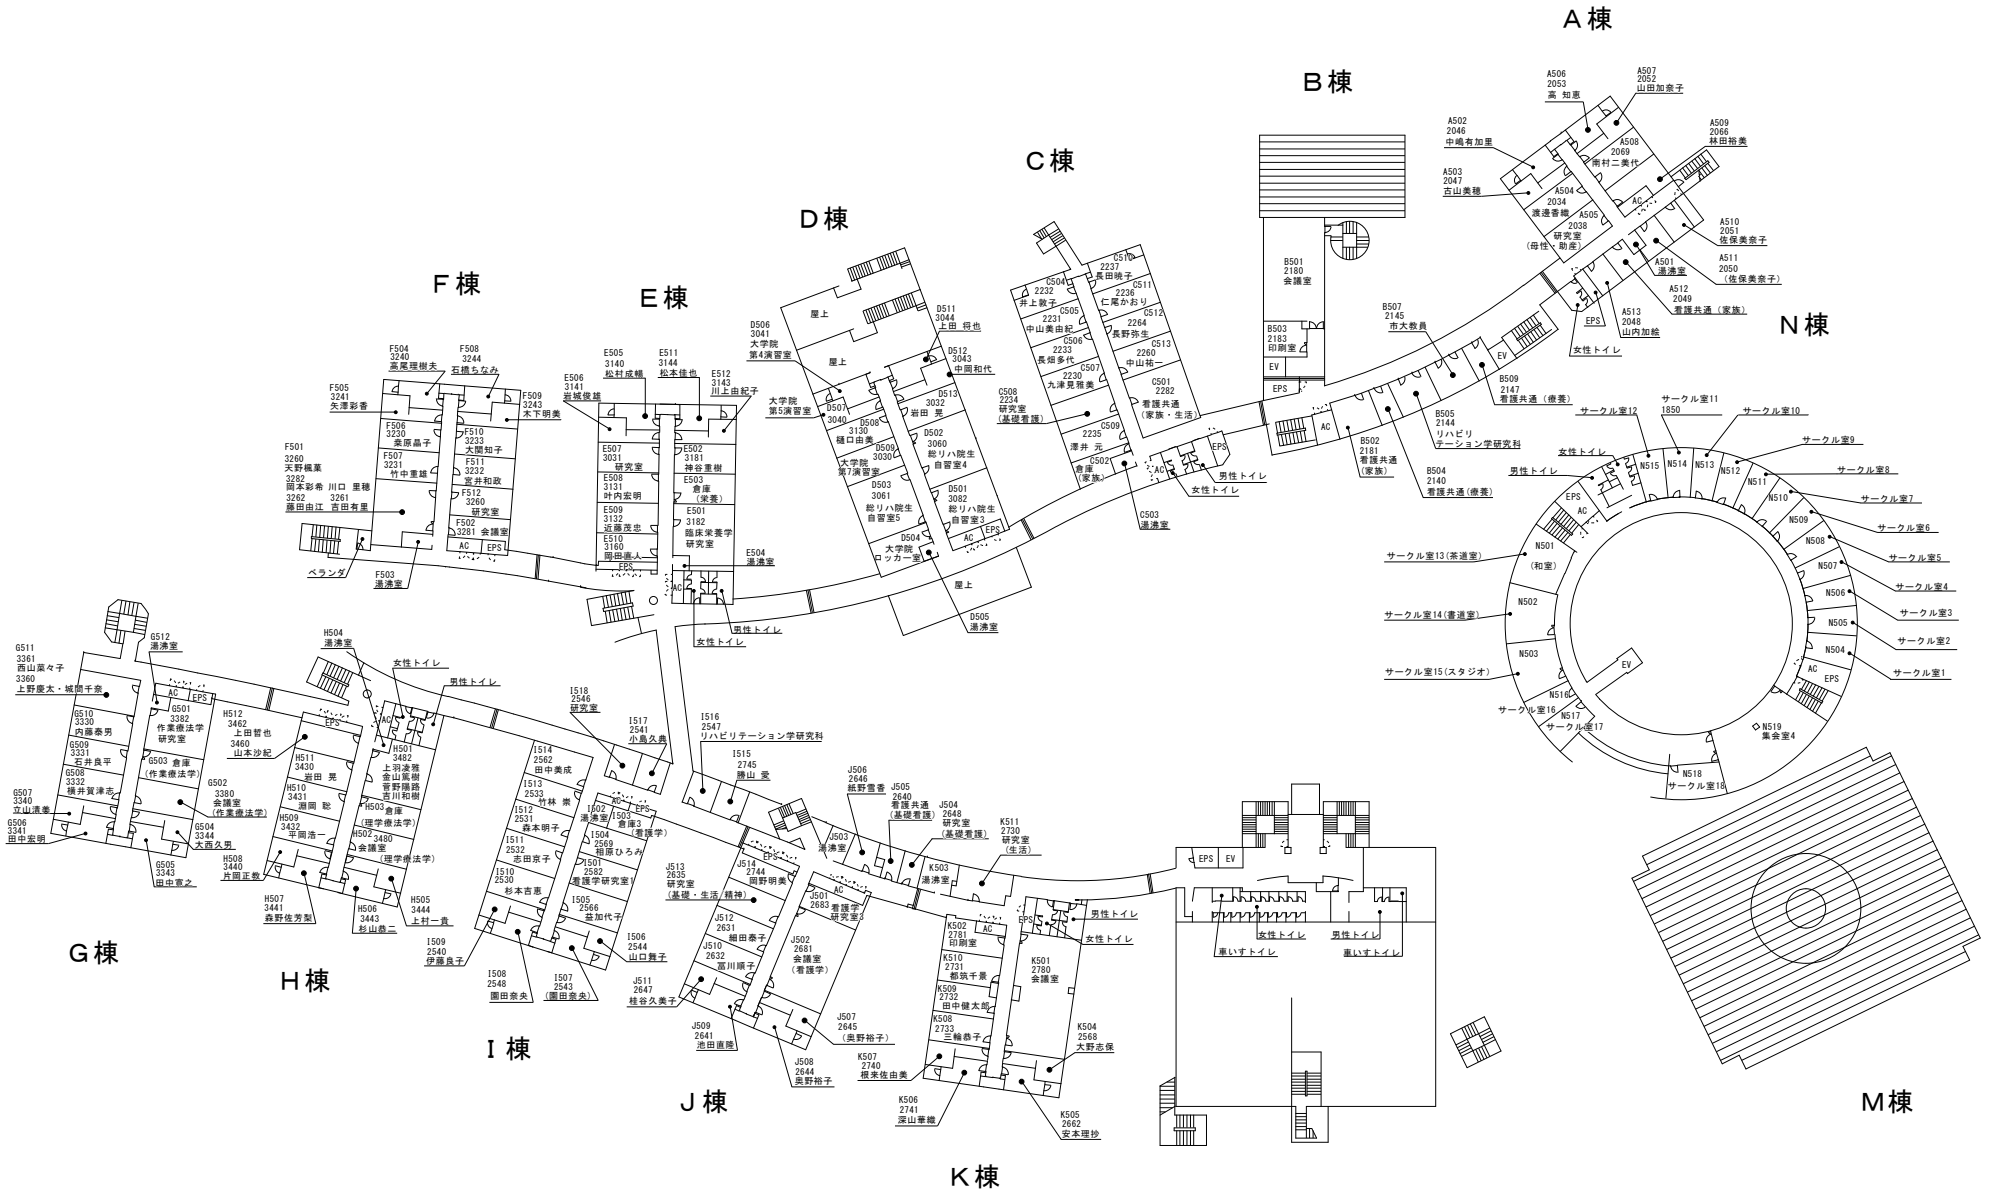 A棟
A506
2053
高 知恵
A507
2052
山田加奈子
A502
2046
中嶋有加里
A509
2066
林田裕美
A508
2069
南村二美代
A503
2047
古山美穂
A504
2034
渡邊香織
A505
2038
研究室
(母性・助産)
AC
A510
2051
佐保美奈子
A501
湯沸室
A511
2050
(佐保美奈子)
A512
2049
看護共通(家族)
A513
2048
山内加絵
EPS
女性トイレ
B棟
B501
2180
会議室
B503
2183
印刷室
EV
EPS
AC
B507
2145
市大教員
EV
B509
2147
看護共通(療養)
B505
2144
リハビリ
テーション学研究科
B502
2181
看護共通
(家族)
B504
2140
看護共通(療養)
C棟
C510
2237
長田暁子
C504
2232
井上敦子
C511
2236
仁尾かおり
C505
2231
中山美由紀
C512
2264
長野弥生
C506
2233
長畑多代
C513
2260
中山祐一
C507
2230
九津見雅美
C501
2282
看護共通
(家族・生活)
C508
2234
研究室
(基礎看護)
C509
2235
澤井 元
C502
倉庫
(家族)
AC
EPS
男性トイレ
女性トイレ
C503
湯沸室
D棟
屋上
屋上
D506
3041
大学院
第4演習室
D511
3044
上田 将也
D512
3043
中岡和代
大学院
第5演習室
D507
3040
D513
3032
岩田 晃
D508
3130
樋口由美
D502
3060
総リハ院生
自習室4
D509
3030
大学院
第7演習室
D503
3061
総リハ院生
自習室5
D501
3082
総リハ院生
自習室3
AC
EPS
D504
大学院
ロッカー室
屋上
D505
湯沸室
E棟
E505
3140
松村成暢
E511
3144
松本佳也
E506
3141
岩城俊雄
E512
3143
川上由紀子
E507
3031
研究室
E502
3181
神谷重樹
E508
3131
叶内宏明
E503
倉庫
(栄養)
E509
3132
近藤茂忠
E501
3182
臨床栄養学
研究室
E510
3160
岡田直人
EPS
AC
E504
湯沸室
男性トイレ
女性トイレ
F棟
F504
3240
高尾理樹夫
F508
3244
石橋ちなみ
F505
3241
矢澤彩香
F509
3243
木下明美
F506
3230
桒原晶子
F510
3233
大関知子
F507
3231
竹中重雄
F511
3232
宮井和政
F501
3260
天野楓菓
3282
岡本彩希 川口 里穂
3262 3261
藤田由江 吉田有里
F512
3260
研究室
F502
3281 会議室
AC
EPS
ベランダ
F503
湯沸室
N棟
サークル室12
サークル室11
1850
サークル室10
サークル室9
サークル室8
サークル室7
サークル室6
サークル室5
サークル室4
サークル室3
サークル室2
サークル室1
女性トイレ
男性トイレ
N515
N514
N513
N512
N511
N510
N509
N508
N507
N506
N505
N504
EPS
AC
サークル室13(茶道室)
N501
(和室)
サークル室14(書道室)
N502
N503
サークル室15(スタジオ)
EV
AC
EPS
N516
サークル室16
N517
サークル室17
N519
集会室4
N518
サークル室18
G棟
G511
3361
西山菜々子
3360
上野慶太・城間千奈
G512
湯沸室
AC
EPS
G501
3382
作業療法学
研究室
G510
3330
内藤泰男
G509
3331
石井良平
G503 倉庫
(作業療法学)
G508
3332
横井賀津志
G502
3380
会議室
(作業療法学)
G507
3340
立山清美
G506
3341
田中宏明
G504
3344
大西久男
G505
3343
田中寛之
H棟
H504
湯沸室
女性トイレ
男性トイレ
EPS
AC
H512
3462
上田哲也
3460
山本沙紀
H501
3482
上羽凌雅
金山篤樹
菅野陽路
吉川和樹
H511
3430
岩田 晃
H510
3431
淵岡 聡
H503
倉庫
(理学療法学)
H509
3432
平岡浩一
H502
3480
会議室
(理学療法学)
H508
3440
片岡正教
H507
3441
森野佐芳梨
H506
3443
杉山恭二
H505
3444
上村一貴
I棟
I518
2546
研究室
I517
2541
小島久典
I516
2547
リハビリテーション学研究科
I515
2745
勝山 愛
I514
2562
田中美成
I513
2533
竹林 崇
AC
EPS
I502
湯沸室
I503
倉庫3
(看護学)
I512
2531
森本明子
I504
2569
相原ひろみ
I511
2532
志田京子
I501
2582
看護学研究室1
I510
2530
杉本吉恵
I505
2566
益加代子
I509
2540
伊藤良子
I506
2544
山口舞子
I508
2548
園田奈央
I507
2543
(園田奈央)
J棟
J506
2646
紙野雪香
J505
2640
看護共通
(基礎看護)
J504
2648
研究室
(基礎看護)
J503
湯沸室
EPS
AC
J513
2635
研究室
(基礎・生活/精神)
J514
2744
岡野明美
J501
2683
看護学
研究室3
J512
2631
細田泰子
J502
2681
会議室
(看護学)
J510
2632
冨川順子
J511
2647
桂谷久美子
J509
2641
池田直隆
J507
2645
(奥野裕子)
J508
2644
奥野裕子
K棟
K511
2730
研究室
(生活)
K503
湯沸室
EPS
男性トイレ
女性トイレ
K502
2781
印刷室
AC
K501
2780
会議室
K510
2731
都筑千景
K509
2732
田中健太郎
K508
2733
三輪恭子
K507
2740
根来佐由美
K504
2568
大野志保
K506
2741
深山華織
K505
2662
安本理抄
EPS
EV
女性トイレ
男性トイレ
車いすトイレ
車いすトイレ
M棟